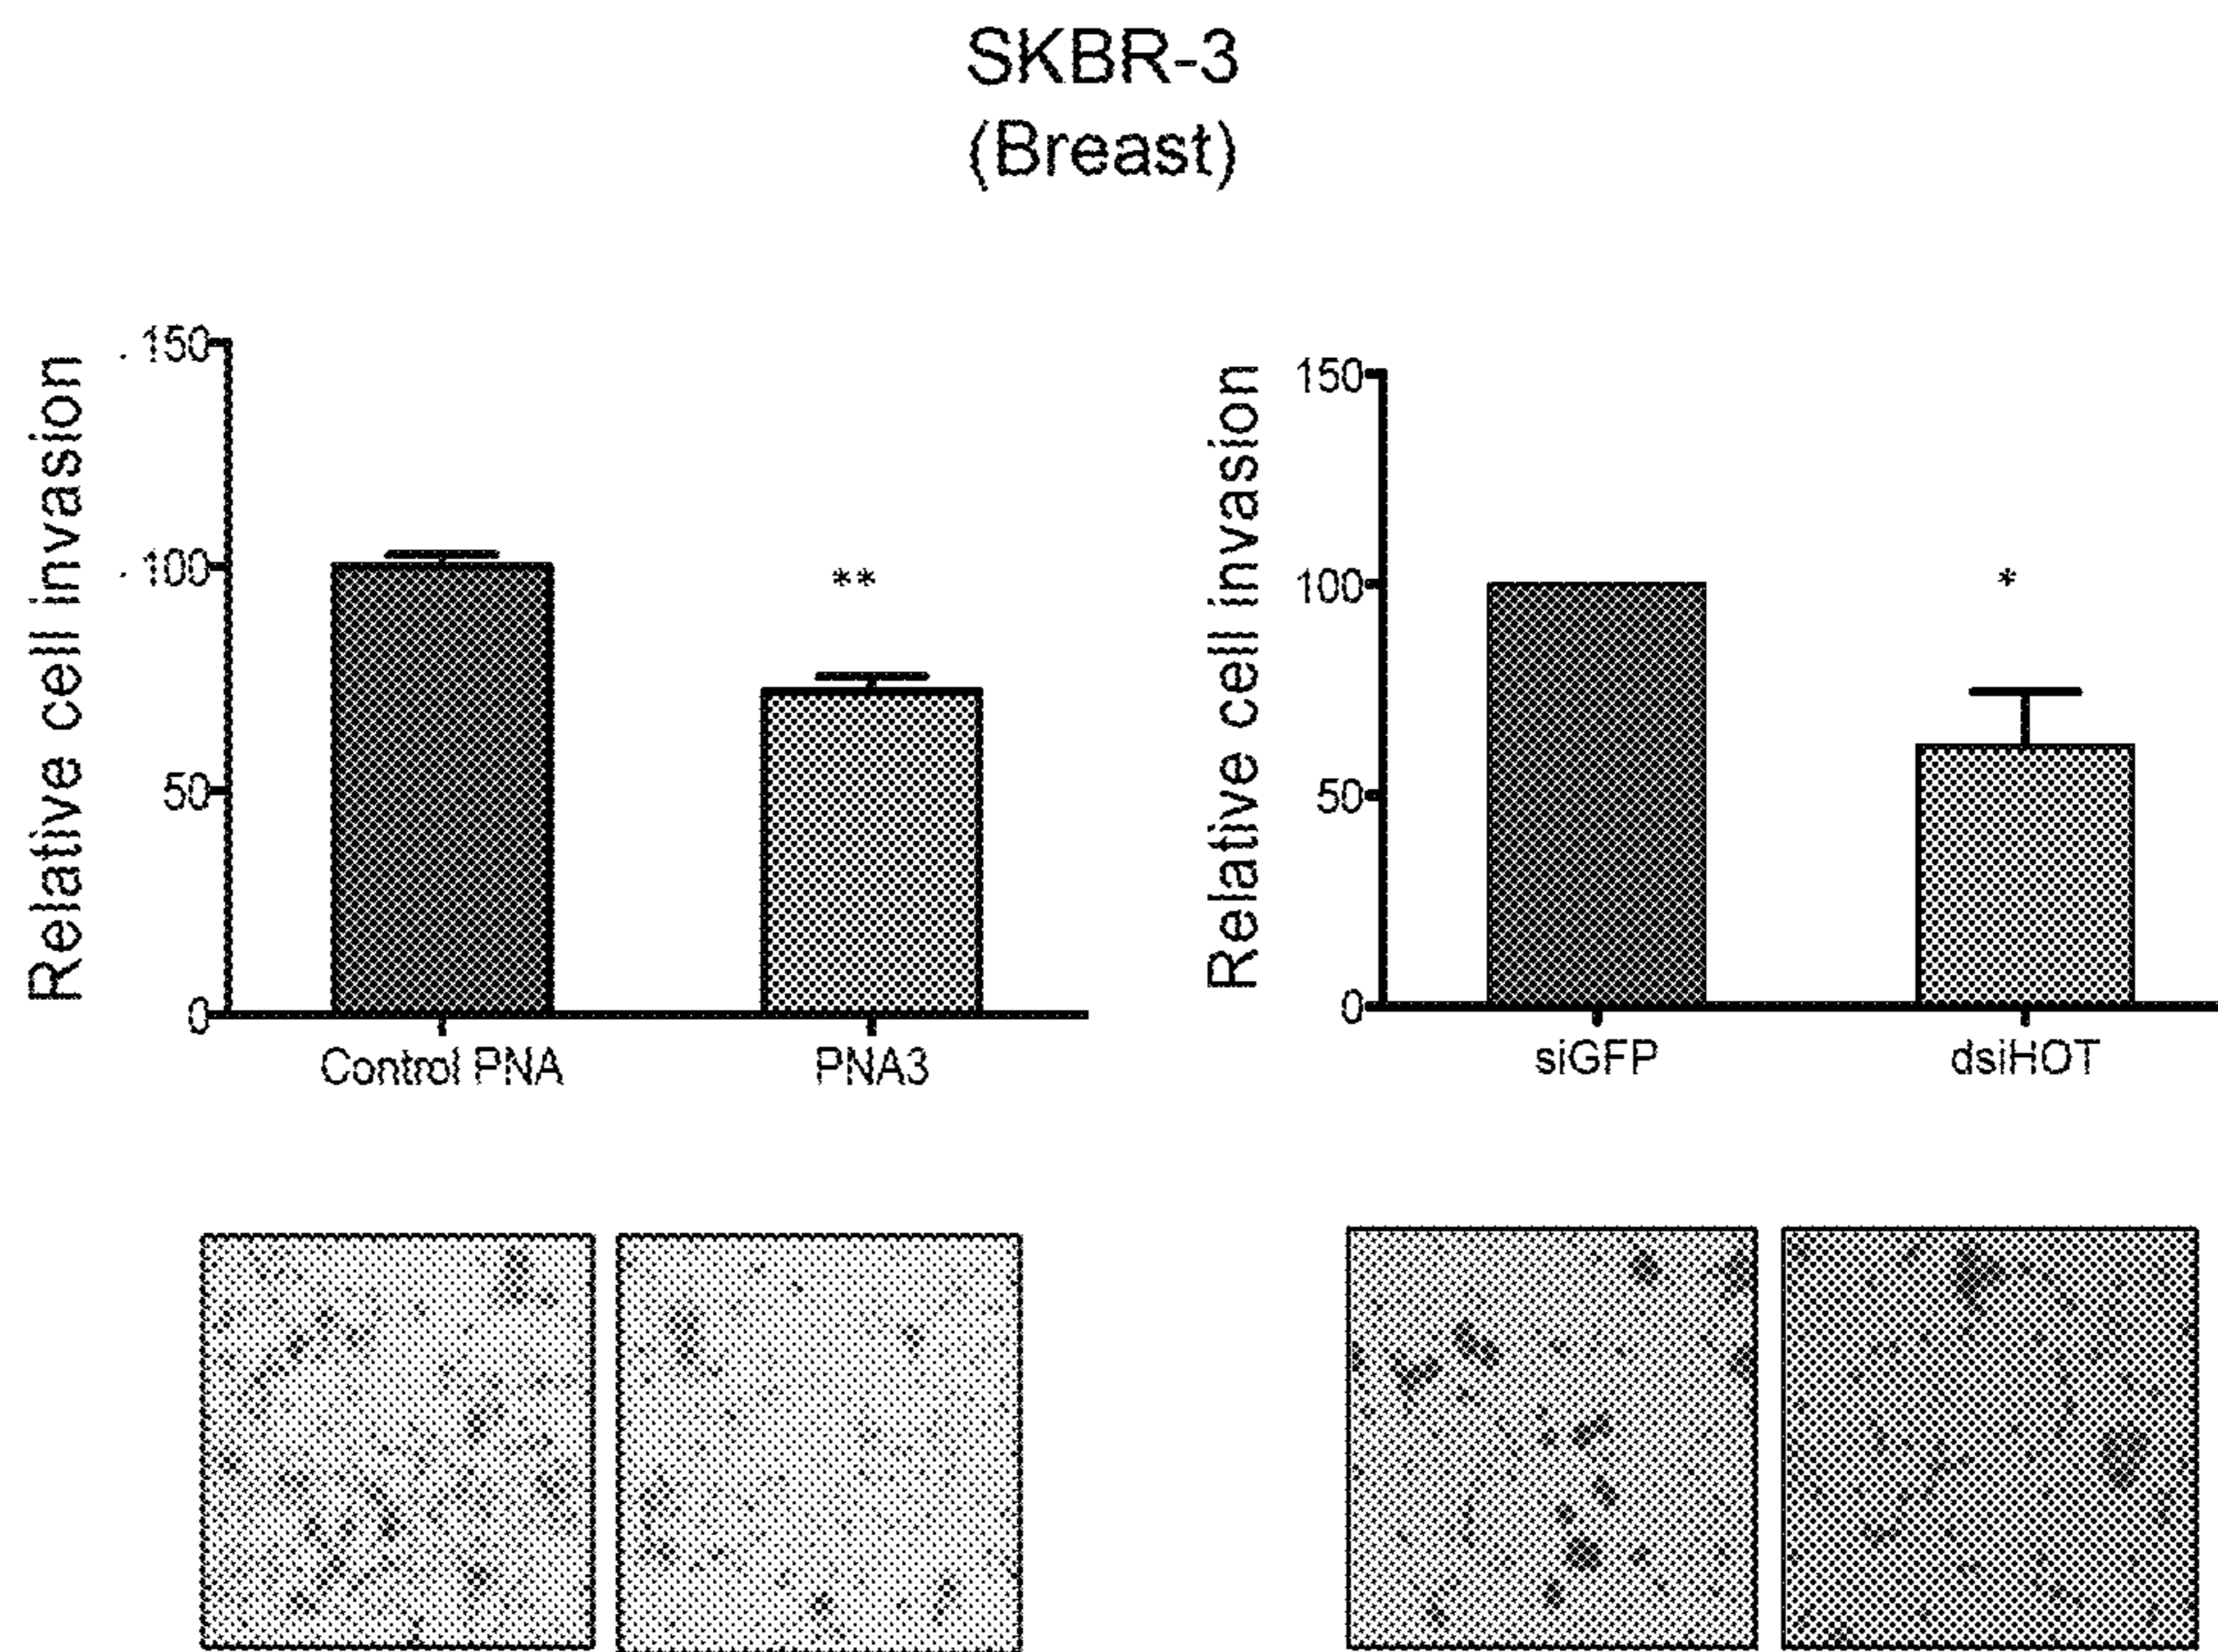 SKBR-3
(Breast)
Relative cell invasion
150
100
50
0
**
Control PNA
PNA3
Relative cell invasion
150
100
50
0
*
siGFP
dsiHOT